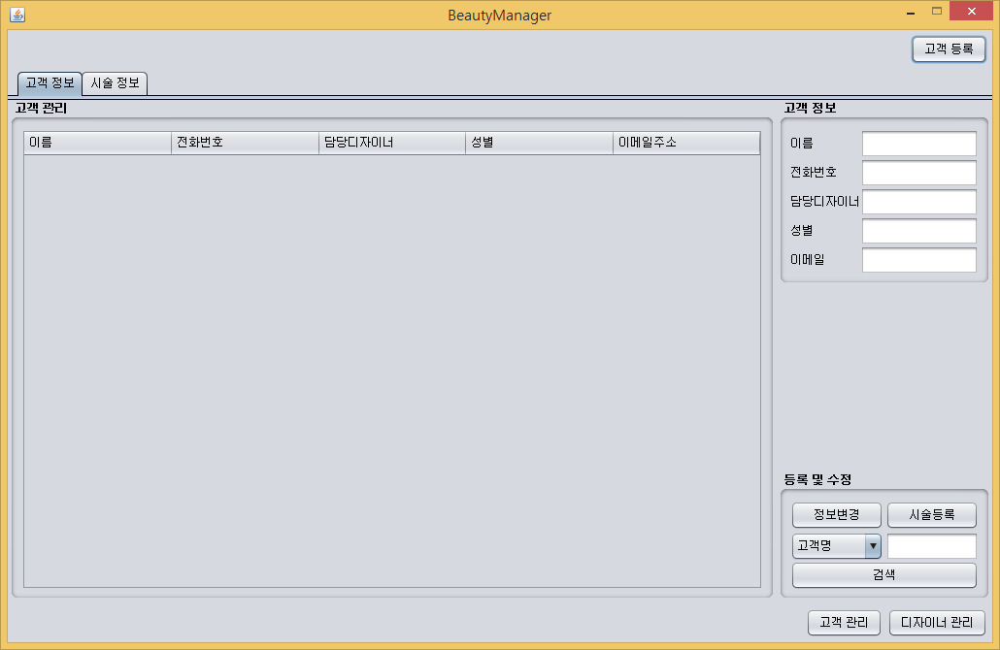 BeautyManager
고객 등록
고객 정보 시술 정보
고객 관리
이름 전화번호 담당디자이너 성별 이메일주소
고객 정보
이름
전화번호
담당디자이너
성별
이메일
등록 및 수정
정보변경 시술등록
고객명
검색
고객 관리 디자이너 관리